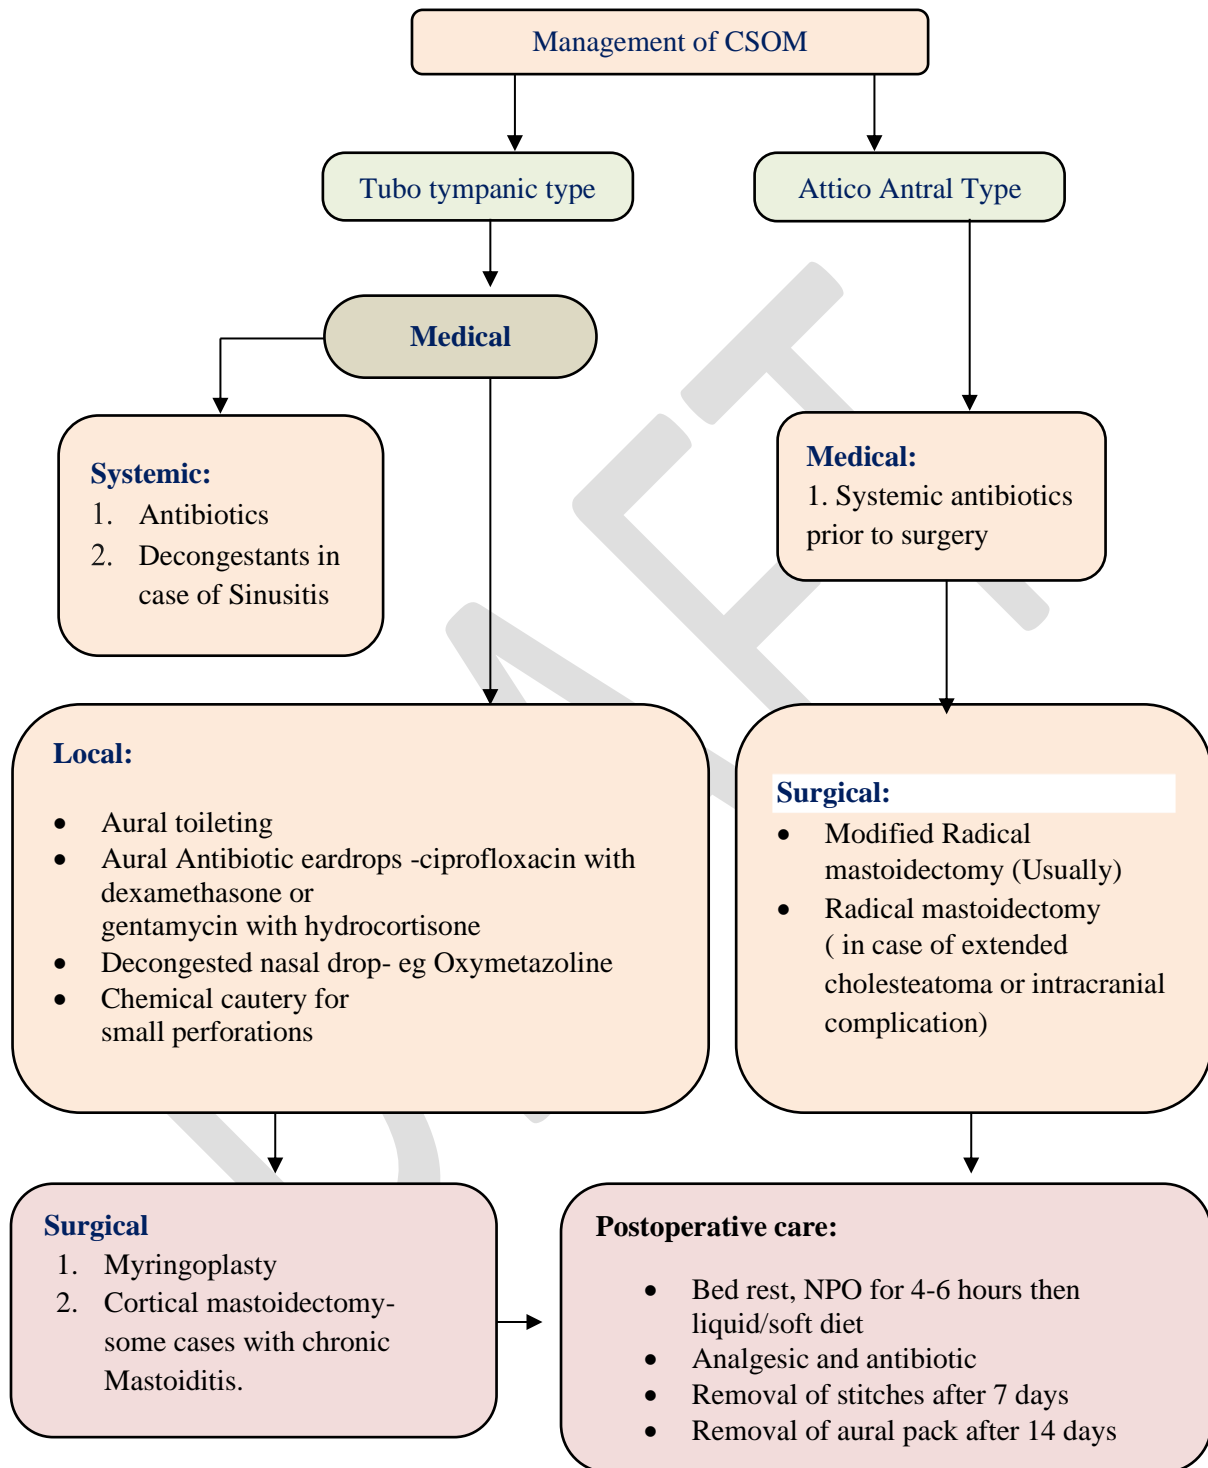 Management of CSOM
Tubo tympanic type
Attico Antral Type
Medical
Systemic:
1. Antibiotics
2. Decongestants in
case of Sinusitis
Medical:
1. Systemic antibiotics
prior to surgery
Local:
• Aural toileting
• Aural Antibiotic eardrops -ciprofloxacin with
dexamethasone or
gentamycin with hydrocortisone
• Decongested nasal drop- eg Oxymetazoline
• Chemical cautery for
small perforations
Surgical:
• Modified Radical
mastoidectomy (Usually)
• Radical mastoidectomy
( in case of extended
cholesteatoma or intracranial
complication)
Surgical
1. Myringoplasty
2. Cortical mastoidectomy-
some cases with chronic
Mastoiditis.
Postoperative care:
• Bed rest, NPO for 4-6 hours then
liquid/soft diet
• Analgesic and antibiotic
• Removal of stitches after 7 days
• Removal of aural pack after 14 days
DRAFT